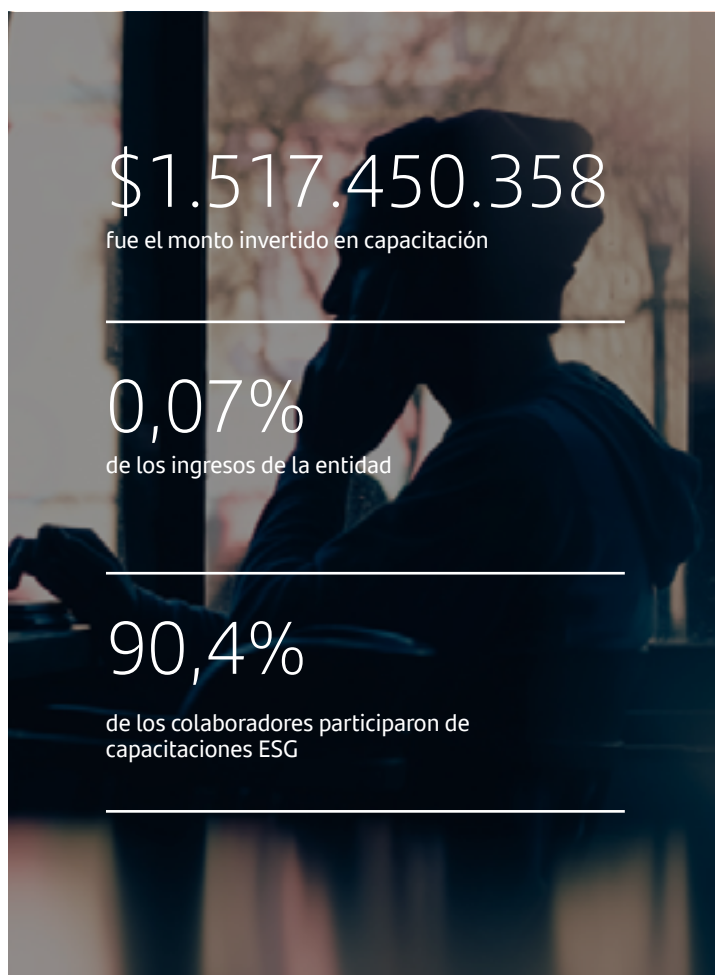 $1.517.450.358
fue el monto invertido en capacitación
0,07%
de los ingresos de la entidad
90,4%
de los colaboradores participaron de
capacitaciones ESG